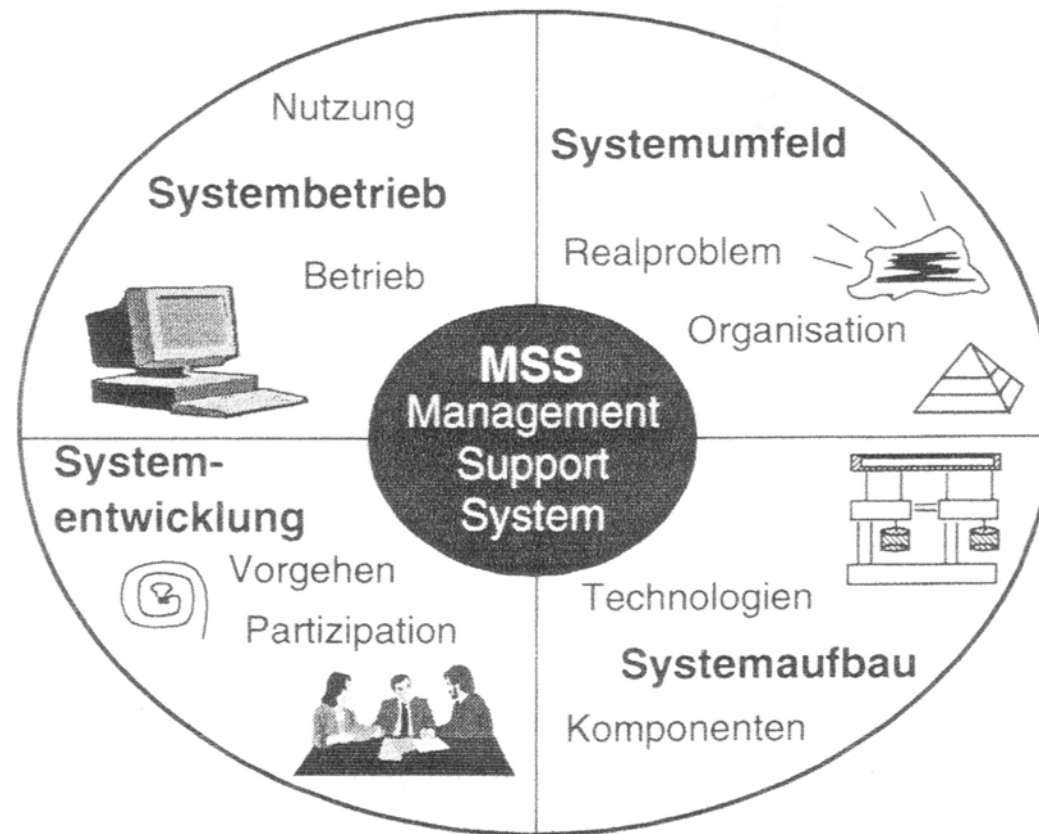 Nutzung
Systembetrieb
Betrieb
Systemumfeld
Realproblem
Organisation
MSS
Management
Support
System
System-
entwicklung
Vorgehen
Partizipation
Technologien
Systemaufbau
Komponenten